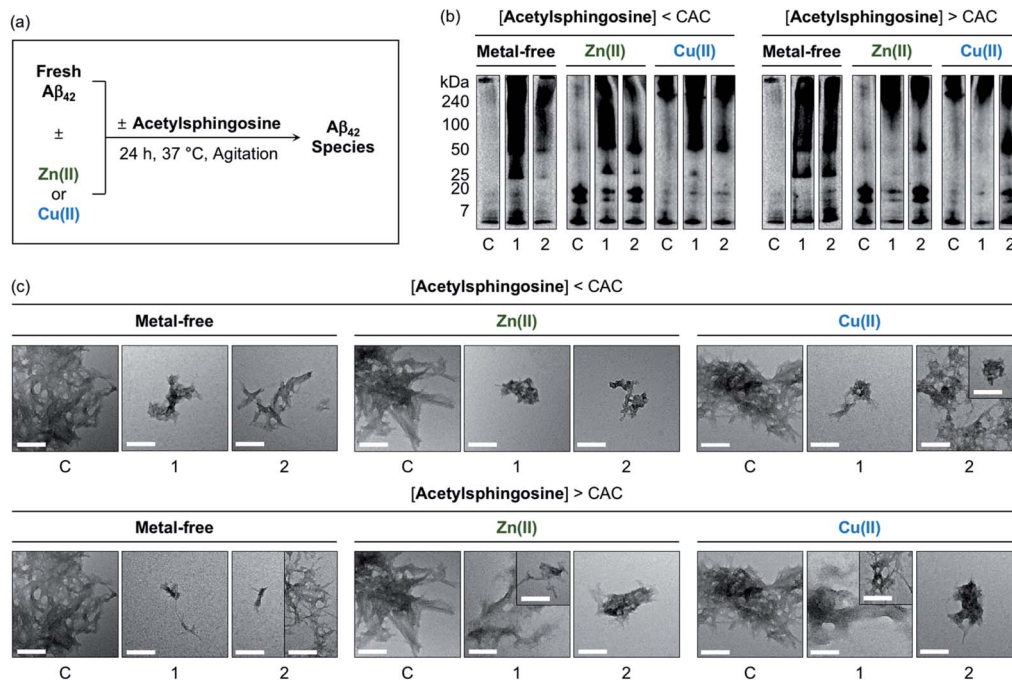 (a)
Fresh
Aβ42
±
Zn(II)
or
Cu(II)
± Acetylsphingosine
24 h, 37 °C, Agitation
Aβ42
Species
(b)
[Acetylsphingosine] < CAC
[Acetylsphingosine] > CAC
Metal-free Zn(II) Cu(II) Metal-free Zn(II) Cu(II)
kDa
240
100
50
25
20
7
C 1 2 C 1 2 C 1 2 C 1 2 C 1 2 C 1 2
(c)
[Acetylsphingosine] < CAC
Metal-free Zn(II) Cu(II)
C 1 2 C 1 2 C 1 2
[Acetylsphingosine] > CAC
Metal-free Zn(II) Cu(II)
C 1 2 C 1 2 C 1 2